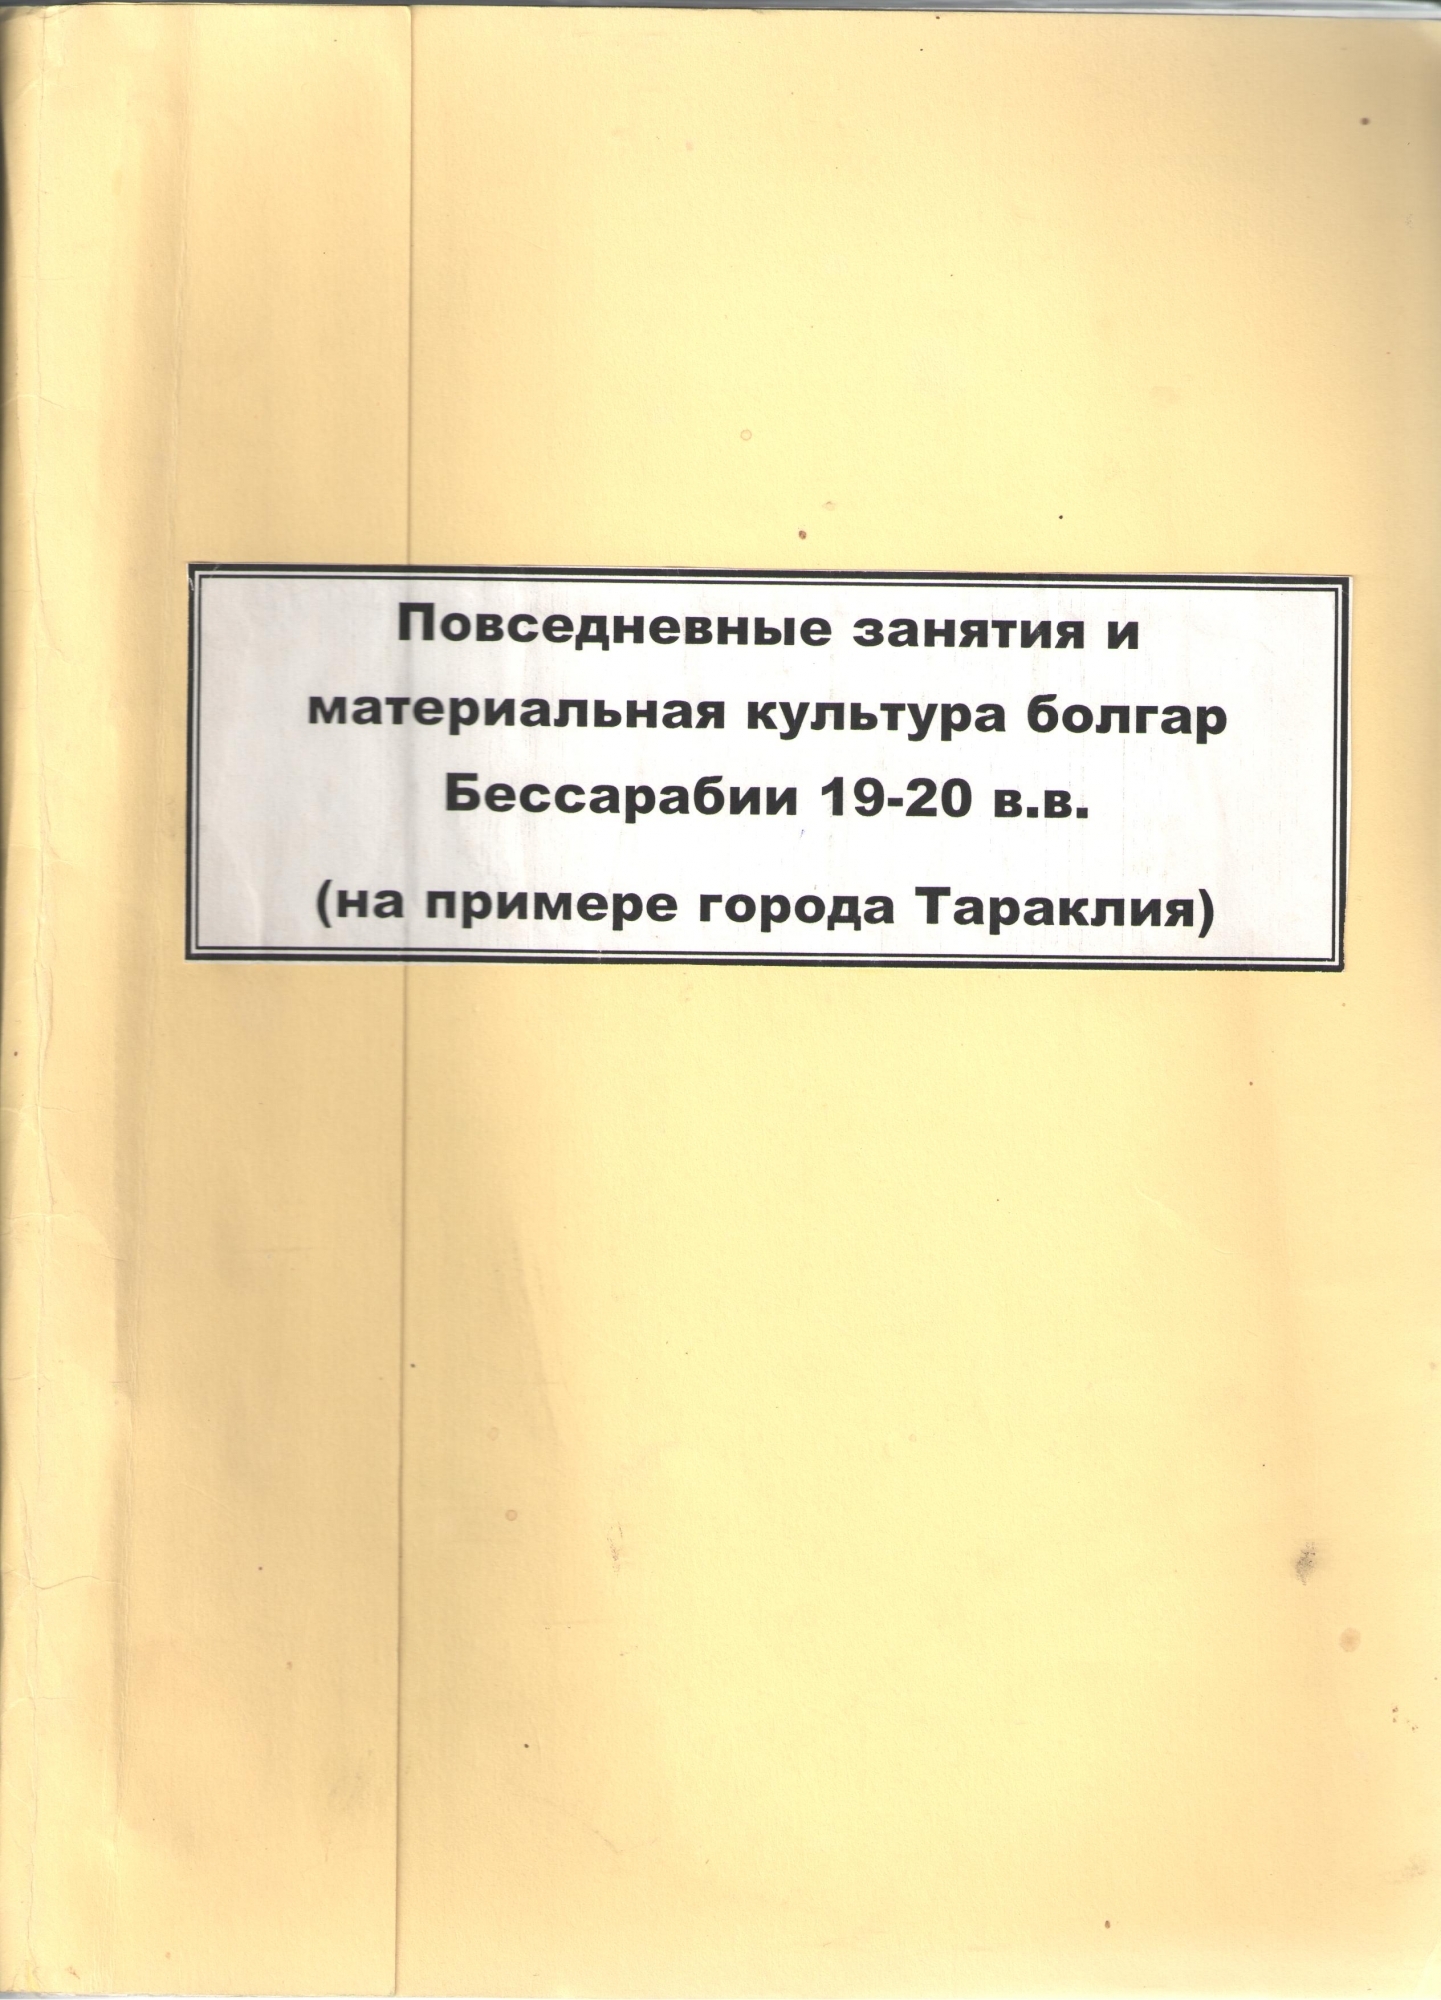 Повседневные занятия и
материальная культура болгар
Бессарабии 19-20 в.в.
(на примере города Тараклия)